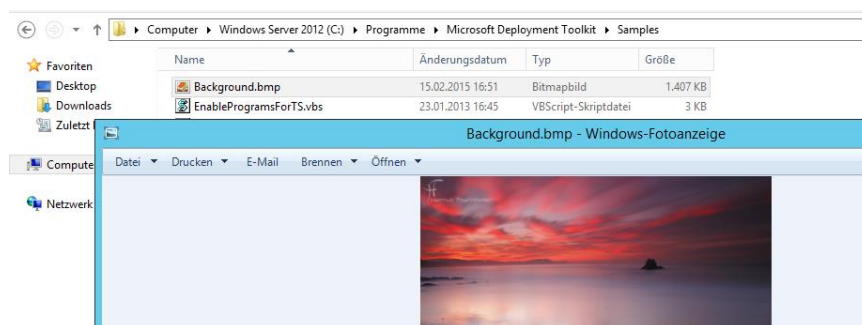 Computer Windows Server 2012 (C:) Programme Microsoft Deployment Toolkit Samples
Favoriten
Desktop
Downloads
Zuletzt
Computer
Netzwerk
Name Änderungsdatum Typ Größe
Background.bmp 15.02.2015 16:51 Bitmapbild 1.407 KB
EnableProgramsForTS.vbs 23.01.2013 16:45 VBScript-Skriptdatei 3 KB
Background.bmp - Windows-Fotoanzeige
Datei Drucken E-Mail Brennen Öffnen